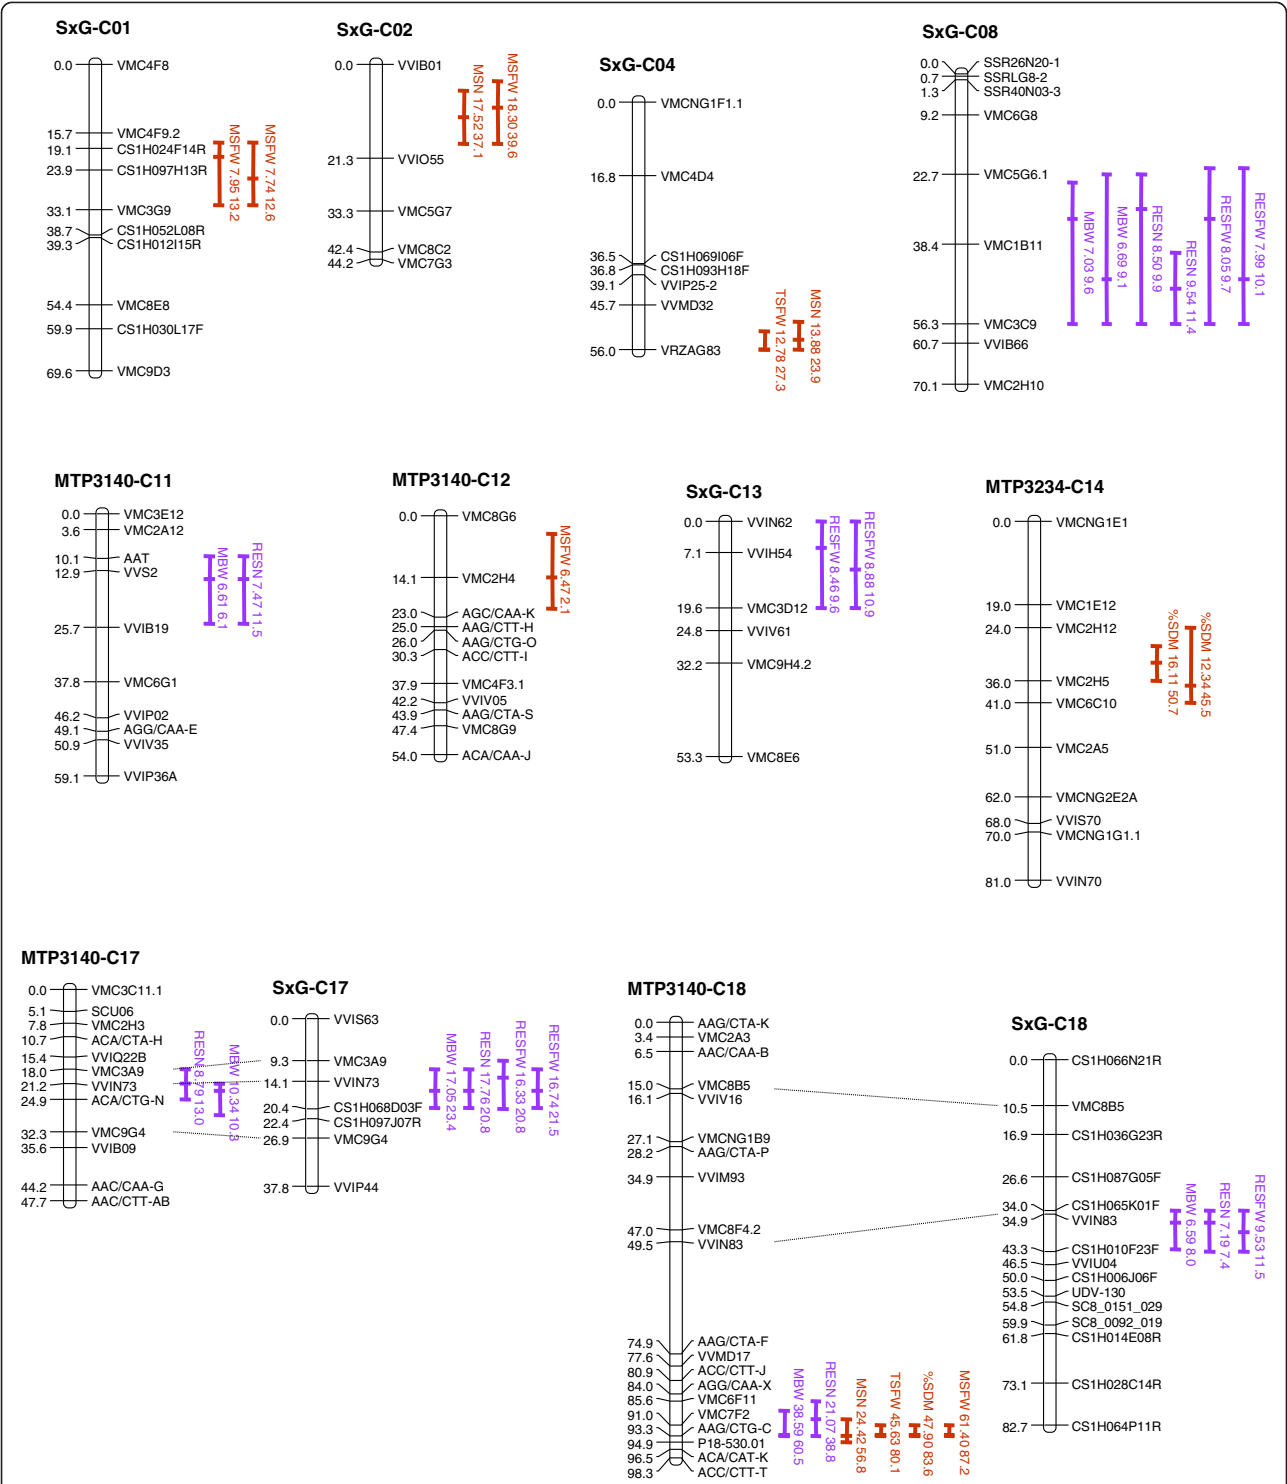 SxG-C01
0.0 VMC4F8
15.7 VMC4F9.2
19.1 CS1H024F14R
23.9 CS1H097H13R
33.1 VMC3G9
38.7 CS1H052L08R
39.3 CS1H012I15R
54.4 VMC8E8
59.9 CS1H030L17F
69.6 VMC9D3
MSFW 7.95 13.2
MSFW 7.74 12.6
SxG-C02
0.0 VVIB01
21.3 VVIO55
33.3 VMC5G7
42.4 VMC8C2
44.2 VMC7G3
MSN 17.52 37.1
MSFW 18.30 39.6
SxG-C04
0.0 VMCNG1F1.1
16.8 VMC4D4
36.5 CS1H069I06F
36.8 CS1H093H18F
39.1 VVIP25-2
45.7 VVMD32
56.0 VRZAG83
TSFW 12.78 27.3
MSN 13.88 23.9
SxG-C08
0.0 SSR26N20-1
0.7 SSRLG8-2
1.3 SSR40N03-3
9.2 VMC6G8
22.7 VMC5G6.1
38.4 VMC1B11
56.3 VMC3C9
60.7 VVIB66
70.1 VMC2H10
MBW 7.03 9.6
MBW 6.69 9.1
RESN 8.50 9.9
RESN 9.54 11.4
RESFW 8.05 9.7
RESFW 7.99 10.1
MTP3140-C11
0.0 VMC3E12
3.6 VMC2A12
10.1 AAT
12.9 VVS2
25.7 VVIB19
37.8 VMC6G1
46.2 VVIP02
49.1 AGG/CAA-E
50.9 VVIV35
59.1 VVIP36A
MBW 6.61 6.1
RESN 7.47 11.5
MTP3140-C12
0.0 VMC8G6
14.1 VMC2H4
23.0 AGC/CAA-K
25.0 AAG/CTT-H
26.0 AAG/CTG-O
30.3 ACC/CTT-I
37.9 VMC4F3.1
42.2 VVIV05
43.9 AAG/CTA-S
47.4 VMC8G9
54.0 ACA/CAA-J
MSFW 6.47 2.1
SxG-C13
0.0 VVIN62
7.1 VVIH54
19.6 VMC3D12
24.8 VVIV61
32.2 VMC9H4.2
53.3 VMC8E6
RESFW 8.46 9.6
RESFW 8.88 10.9
MTP3234-C14
0.0 VMCNG1E1
19.0 VMC1E12
24.0 VMC2H12
36.0 VMC2H5
41.0 VMC6C10
51.0 VMC2A5
62.0 VMCNG2E2A
68.0 VVIS70
70.0 VMCNG1G1.1
81.0 VVIN70
%SDM 16.11 50.7
%SDM 12.34 45.5
MTP3140-C17
0.0 VMC3C11.1
5.1 SCU06
7.8 VMC2H3
10.7 ACA/CTA-H
15.4 VVIQ22B
18.0 VMC3A9
21.2 VVIN73
24.9 ACA/CTG-N
32.3 VMC9G4
35.6 VVIB09
44.2 AAC/CAA-G
47.7 AAC/CTT-AB
RESN 8.79 13.0
MBW 10.34 10.3
SxG-C17
0.0 VVIS63
9.3 VMC3A9
14.1 VVIN73
20.4 CS1H068D03F
22.4 CS1H097J07R
26.9 VMC9G4
37.8 VVIP44
MBW 17.05 23.4
RESN 17.76 20.8
RESFW 16.33 20.8
RESFW 16.74 21.5
MTP3140-C18
0.0 AAG/CTA-K
3.4 VMC2A3
6.5 AAC/CAA-B
15.0 VMC8B5
16.1 VVIV16
27.1 VMCNG1B9
28.2 AAG/CTA-P
34.9 VVIM93
47.0 VMC8F4.2
49.5 VVIN83
74.9 AAG/CTA-F
77.6 VVMD17
80.9 ACC/CTT-J
84.0 AGG/CAA-X
85.6 VMC6F11
91.0 VMC7F2
93.3 AAG/CTG-C
94.9 P18-530.01
96.5 ACA/CAT-K
98.3 ACC/CTT-T
MBW 38.59 60.5
RESN 21.07 38.8
MSN 24.42 56.8
TSFW 45.63 80.1
%SDM 47.90 83.6
MSFW 61.40 87.2
SxG-C18
0.0 CS1H066N21R
10.5 VMC8B5
16.9 CS1H036G23R
26.6 CS1H087G05F
34.0 CS1H065K01F
34.9 VVIN83
43.3 CS1H010F23F
46.5 VVIU04
50.0 CS1H006J06F
53.5 UDV-130
54.8 SC8_0151_029
59.9 SC8_0092_019
61.8 CS1H014E08R
73.1 CS1H028C14R
82.7 CS1H064P11R
MBW 6.59 8.0
RESN 7.19 7.4
RESFW 9.53 11.5